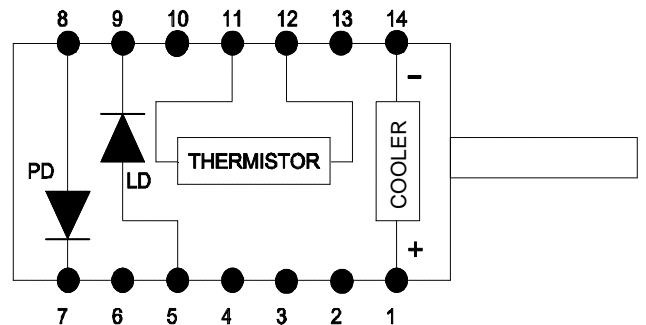 8 9 10 11 12 13 14
−
THERMISTOR
COOLER
PD
LD
+
7 6 5 4 3 2 1